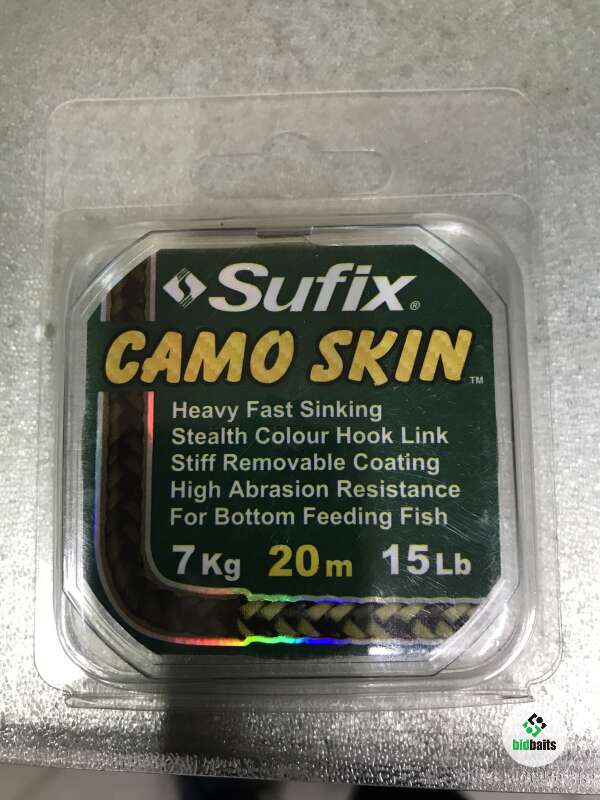 Sufix®
CAMO SKIN™
Heavy Fast Sinking
Stealth Colour Hook Link
Stiff Removable Coating
High Abrasion Resistance
For Bottom Feeding Fish
7Kg 20m 15Lb
bidbaits